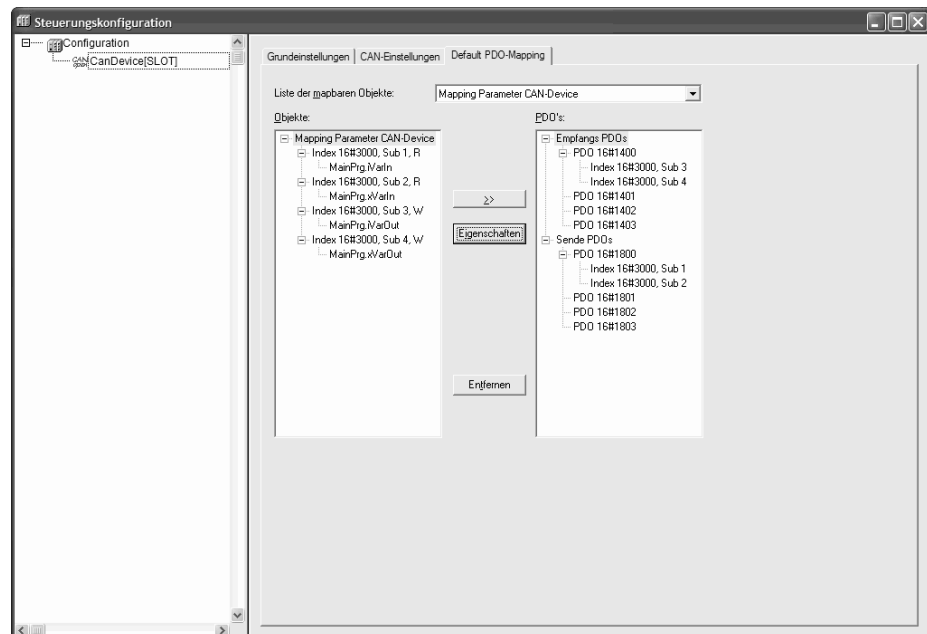 Steuerungskonfiguration
Configuration
CanDevice[SLOT]
Grundeinstellungen
CAN-Einstellungen
Default PDO-Mapping
Liste der mapbaren Objekte:
Mapping Parameter CAN-Device
Objekte:
Mapping Parameter CAN-Device
Index 16#3000, Sub 1, R
MainPrg.iVarIn
Index 16#3000, Sub 2, R
MainPrg.xVarIn
Index 16#3000, Sub 3, W
MainPrg.iVarOut
Index 16#3000, Sub 4, W
MainPrg.xVarOut
>>
Eigenschaften
Entfernen
PDO's:
Empfangs PDOs
PDO 16#1400
Index 16#3000, Sub 3
Index 16#3000, Sub 4
PDO 16#1401
PDO 16#1402
PDO 16#1403
Sende PDOs
PDO 16#1800
Index 16#3000, Sub 1
Index 16#3000, Sub 2
PDO 16#1801
PDO 16#1802
PDO 16#1803